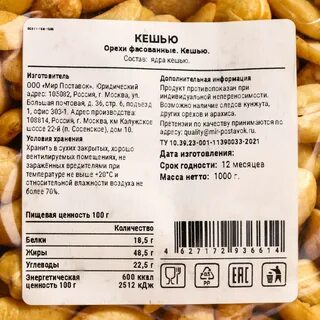 КЕШЬЮ
Орехи фасованные. Кешью.
Состав: ядра кешью.
Изготовитель
ООО «Мир Поставок». Юридический
адрес: 105082, Россия, г. Москва, ул.
Большая почтовая, д. 36, стр. 6, подъезд
1, офис 303-1. Адрес производства:
108814, Россия, г. Москва, км Калужское
шоссе 22-й (п. Сосенское), дом 10.
Условия хранения
Хранить в сухих закрытых, хорошо
вентилируемых помещениях, не
заражённых вредителями при
температуре не выше +20°С и
относительной влажности воздуха не
более 70%.
Дополнительная информация
Продукт противопоказан при
индивидуальной непереносимости.
Возможно наличие следов кунжута,
других орехов и арахиса.
Претензии по качеству принимаются по
адресу: quality@mir-postavok.ru
ТУ 10.39.23-001-11390033-2021
Дата изготовления:
Срок годности: 12 месяцев
Масса нетто: 1000 г.
Пищевая ценность 100 г
Количество
Белки 18,5 г
Жиры 48,5 г
Углеводы 22,5 г
Энергетическая 600 ккал
ценность 100 г 2512 кДж
4 627172 936614
5
PP
EAC